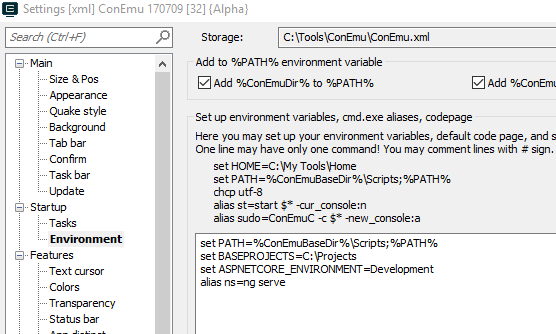 Settings [xml] ConEmu 170709 [32] {Alpha}
Search (Ctrl+F)
Main
Size & Pos
Appearance
Quake style
Background
Tab bar
Confirm
Task bar
Update
Startup
Tasks
Environment
Features
Text cursor
Colors
Transparency
Status bar
App distinct
Storage:
C:\Tools\ConEmu\ConEmu.xml
Add to %PATH% environment variable
Add %ConEmuDir% to %PATH%
Add %ConEmu
Set up environment variables, cmd.exe aliases, codepage
Here you may set up your environment variables, default code page, and s
One line may have only one command! You may comment lines with # sign.
set HOME=C:\My Tools\Home
set PATH=%ConEmuBaseDir%\Scripts;%PATH%
chcp utf-8
alias st=start $* -cur_console:n
alias sudo=ConEmuC -c $* -new_console:a
set PATH=%ConEmuBaseDir%\Scripts;%PATH%
set BASEPROJECTS=C:\Projects
set ASPNETCORE_ENVIRONMENT=Development
alias ns=ng serve